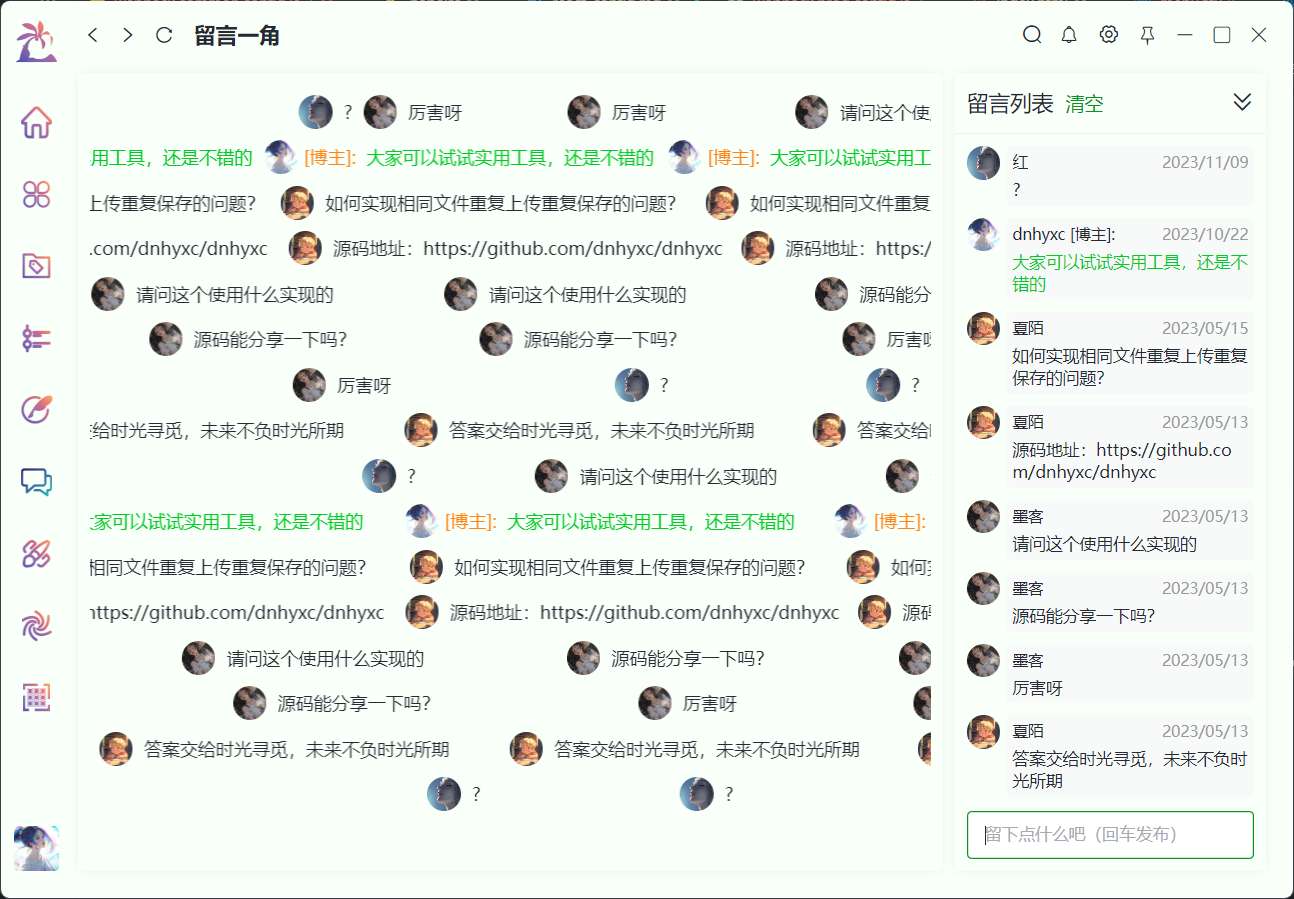 留言一角
? 厉害呀 厉害呀 请问这个使
用工具，还是不错的 [博主]: 大家可以试试实用工具，还是不错的 [博主]: 大家可以试试实用工
上传重复保存的问题？ 如何实现相同文件重复上传重复保存的问题？ 如何实现相同文件重复
.com/dnhyxc/dnhyxc 源码地址：https://github.com/dnhyxc/dnhyxc 源码地址：https:/
请问这个使用什么实现的 请问这个使用什么实现的 源码能分
源码能分享一下吗？ 源码能分享一下吗？ 厉害
厉害呀 ? ?
给时光寻觅，未来不负时光所期 答案交给时光寻觅，未来不负时光所期 答案交给
? 请问这个使用什么实现的
家可以试试实用工具，还是不错的 [博主]: 大家可以试试实用工具，还是不错的 [博主]:
相同文件重复上传重复保存的问题？ 如何实现相同文件重复上传重复保存的问题？ 如何
https://github.com/dnhyxc/dnhyxc 源码地址：https://github.com/dnhyxc/dnhyxc 源码
请问这个使用什么实现的 源码能分享一下吗？
源码能分享一下吗？ 厉害呀
答案交给时光寻觅，未来不负时光所期 答案交给时光寻觅，未来不负时光所期
? ?
留言列表 清空
红 2023/11/09
?
dnhyxc [博主]: 2023/10/22
大家可以试试实用工具，还是不
错的
夏陌 2023/05/15
如何实现相同文件重复上传重复
保存的问题？
夏陌 2023/05/13
源码地址：https://github.co
m/dnhyxc/dnhyxc
墨客 2023/05/13
请问这个使用什么实现的
墨客 2023/05/13
源码能分享一下吗？
墨客 2023/05/13
厉害呀
夏陌 2023/05/13
答案交给时光寻觅，未来不负时
光所期
留下点什么吧（回车发布）